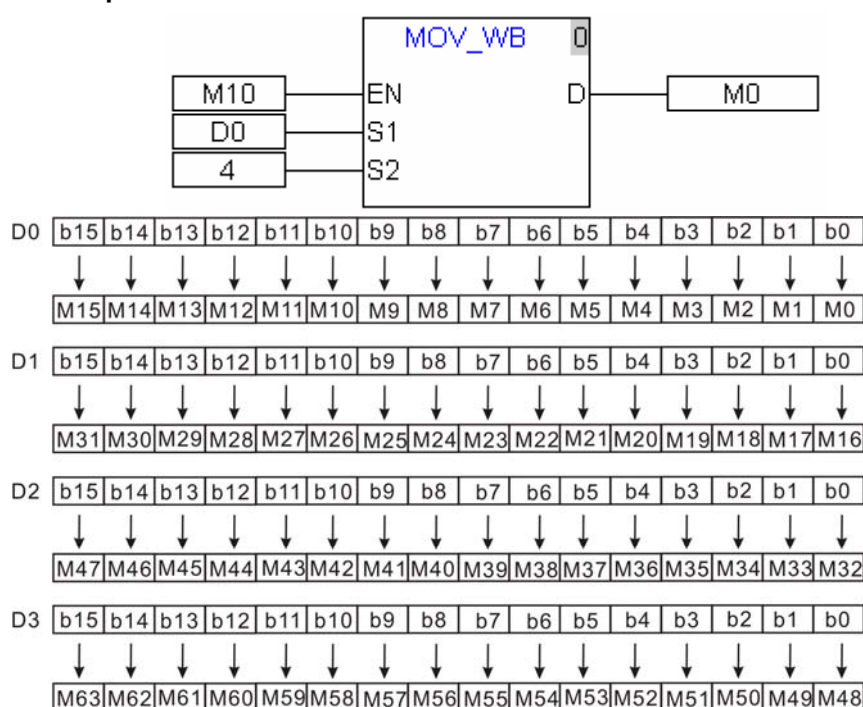 MOV_WB 0
M10 EN D M0
D0 S1
4 S2
D0 b15 b14 b13 b12 b11 b10 b9 b8 b7 b6 b5 b4 b3 b2 b1 b0
M15 M14 M13 M12 M11 M10 M9 M8 M7 M6 M5 M4 M3 M2 M1 M0
D1 b15 b14 b13 b12 b11 b10 b9 b8 b7 b6 b5 b4 b3 b2 b1 b0
M31 M30 M29 M28 M27 M26 M25 M24 M23 M22 M21 M20 M19 M18 M17 M16
D2 b15 b14 b13 b12 b11 b10 b9 b8 b7 b6 b5 b4 b3 b2 b1 b0
M47 M46 M45 M44 M43 M42 M41 M40 M39 M38 M37 M36 M35 M34 M33 M32
D3 b15 b14 b13 b12 b11 b10 b9 b8 b7 b6 b5 b4 b3 b2 b1 b0
M63 M62 M61 M60 M59 M58 M57 M56 M55 M54 M53 M52 M51 M50 M49 M48